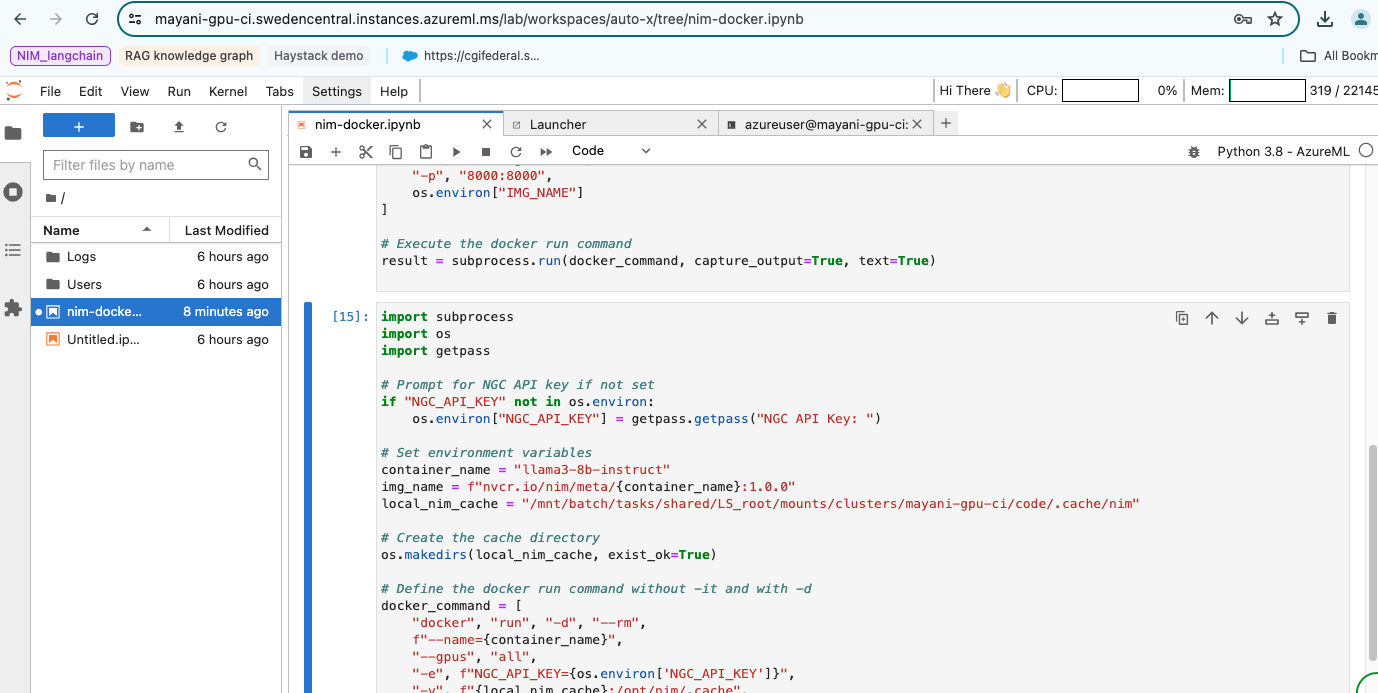 mayani-gpu-ci.swedencentral.instances.azureml.ms/lab/workspaces/auto-x/tree/nim-docker.ipynb
NIM_langchain RAG knowledge graph Haystack demo https://cgifederal.s... All Bookm
File Edit View Run Kernel Tabs Settings Help Hi There 👋 CPU: 0% Mem: 319 / 22145
+ nim-docker.ipynb Launcher azureuser@mayani-gpu-ci: +
Code Python 3.8 - AzureML
Filter files by name
/
Name Last Modified
Logs 6 hours ago
Users 6 hours ago
nim-docke... 8 minutes ago
Untitled.ip... 6 hours ago
"-p", "8000:8000",
os.environ["IMG_NAME"]
]
# Execute the docker run command
result = subprocess.run(docker_command, capture_output=True, text=True)
[15]: import subprocess
import os
import getpass
# Prompt for NGC API key if not set
if "NGC_API_KEY" not in os.environ:
os.environ["NGC_API_KEY"] = getpass.getpass("NGC API Key: ")
# Set environment variables
container_name = "llama3-8b-instruct"
img_name = f"nvcr.io/nim/meta/{container_name}:1.0.0"
local_nim_cache = "/mnt/batch/tasks/shared/LS_root/mounts/clusters/mayani-gpu-ci/code/.cache/nim"
# Create the cache directory
os.makedirs(local_nim_cache, exist_ok=True)
# Define the docker run command without -it and with -d
docker_command = [
"docker", "run", "-d", "--rm",
f"--name={container_name}",
"--gpus", "all",
"-e", f"NGC_API_KEY={os.environ['NGC_API_KEY']}",
"-v", f"{local_nim_cache}:/opt/nim/.cache",